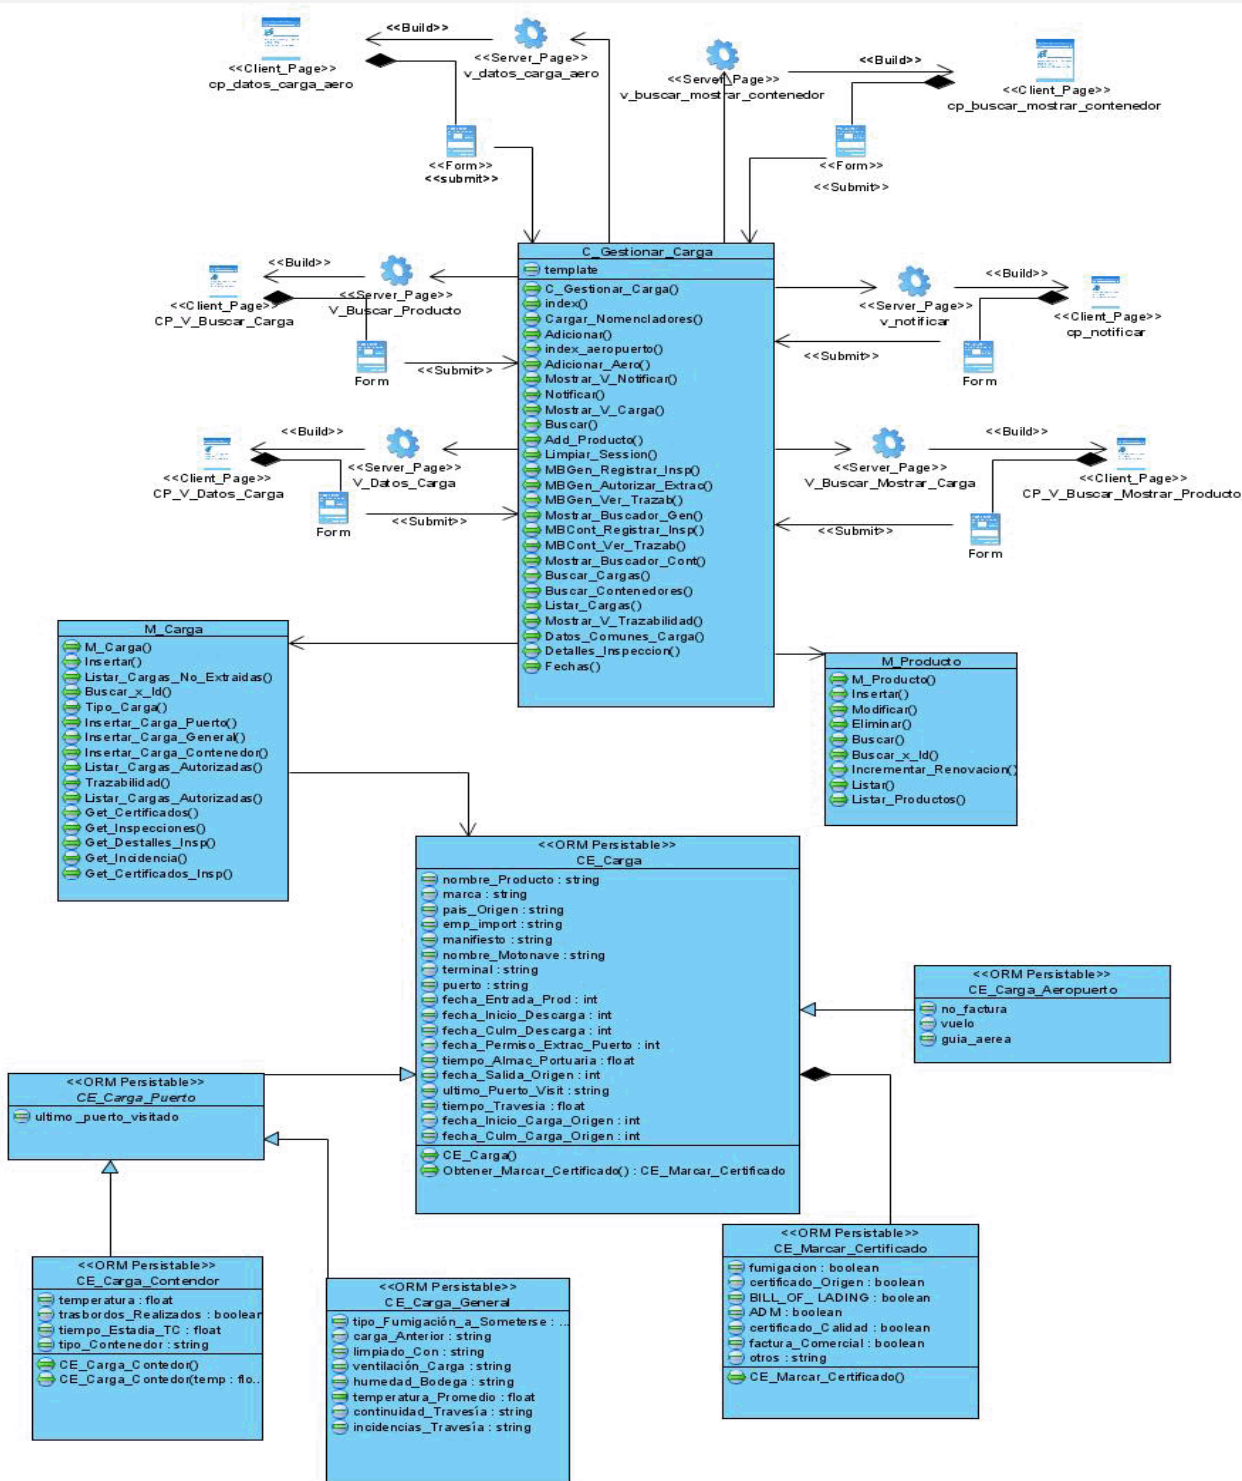 <<Build>>
<<Client_Page>>
cp_datos_carga_aero
<<Server_Page>>
v_datos_carga_aero
<<Form>>
<<submit>>
<<Server_Page>>
v_buscar_mostrar_contenedor
<<Build>>
<<Client_Page>>
cp_buscar_mostrar_contenedor
<<Form>>
<<Submit>>
<<Build>>
<<Client_Page>>
CP_V_Buscar_Carga
<<Server_Page>>
V_Buscar_Producto
Form
<<Submit>>
<<Build>>
<<Client_Page>>
CP_V_Datos_Carga
<<Server_Page>>
V_Datos_Carga
Form
<<Submit>>
C_Gestionar_Carga
template
C_Gestionar_Carga()
index()
Cargar_Nomencladores()
Adicionar()
index_aeropuerto()
Adicionar_Aero()
Mostrar_V_Notificar()
Notificar()
Mostrar_V_Carga()
Buscar()
Add_Producto()
Limpiar_Session()
MBGen_Registrar_Insp()
MBGen_Autorizar_Extrac()
MBGen_Ver_Trazab()
Mostrar_Buscador_Gen()
MBCont_Registrar_Insp()
MBCont_Ver_Trazab()
Mostrar_Buscador_Cont()
Buscar_Cargas()
Buscar_Contenedores()
Listar_Cargas()
Mostrar_V_Trazabilidad()
Datos_Comunes_Carga()
Detalles_Inspeccion()
Fechas()
<<Server_Page>>
v_notificar
<<Build>>
<<Client_Page>>
cp_notificar
<<Submit>>
Form
<<Server_Page>>
V_Buscar_Mostrar_Carga
<<Build>>
<<Client_Page>>
CP_V_Buscar_Mostrar_Producto
<<Submit>>
Form
M_Carga
M_Carga()
Insertar()
Listar_Cargas_No_Extraidas()
Buscar_x_Id()
Tipo_Carga()
Insertar_Carga_Puerto()
Insertar_Carga_General()
Insertar_Carga_Contenedor()
Listar_Cargas_Autorizadas()
Trazabilidad()
Listar_Cargas_Autorizadas()
Get_Certificados()
Get_Inspecciones()
Get_Destalles_Insp()
Get_Incidencia()
Get_Certificados_Insp()
M_Producto
M_Producto()
Insertar()
Modificar()
Eliminar()
Buscar()
Buscar_x_Id()
Incrementar_Renovacion()
Listar()
Listar_Productos()
<<ORM Persistable>>
CE_Carga
nombre_Producto : string
marca : string
pais_Origen : string
emp_import : string
manifiesto : string
nombre_Motonave : string
terminal : string
puerto : string
fecha_Entrada_Prod : int
fecha_Inicio_Descarga : int
fecha_Culm_Descarga : int
fecha_Permiso_Extrac_Puerto : int
tiempo_Almac_Portuaria : float
fecha_Salida_Origen : int
ultimo_Puerto_Visit : string
tiempo_Travesia : float
fecha_Inicio_Carga_Origen : int
fecha_Culm_Carga_Origen : int
CE_Carga()
Obtener_Marcar_Certificado() : CE_Marcar_Certificado
<<ORM Persistable>>
CE_Carga_Aeropuerto
no_factura
vuelo
guia_aerea
<<ORM Persistable>>
CE_Carga_Puerto
ultimo_puerto_visitado
<<ORM Persistable>>
CE_Carga_Contendor
temperatura : float
trasbordos_Realizados : boolean
tiempo_Estadia_TC : float
tipo_Contenedor : string
CE_Carga_Contedor()
CE_Carga_Contedor(temp : flo...
<<ORM Persistable>>
CE_Carga_General
tipo_Fumigación_a_Someterse : ...
carga_Anterior : string
limpiado_Con : string
ventilación_Carga : string
humedad_Bodega : string
temperatura_Promedio : float
continuidad_Travesía : string
incidencias_Travesía : string
<<ORM Persistable>>
CE_Marcar_Certificado
fumigacion : boolean
certificado_Origen : boolean
BILL_OF_LADING : boolean
ADM : boolean
certificado_Calidad : boolean
factura_Comercial : boolean
otros : string
CE_Marcar_Certificado()